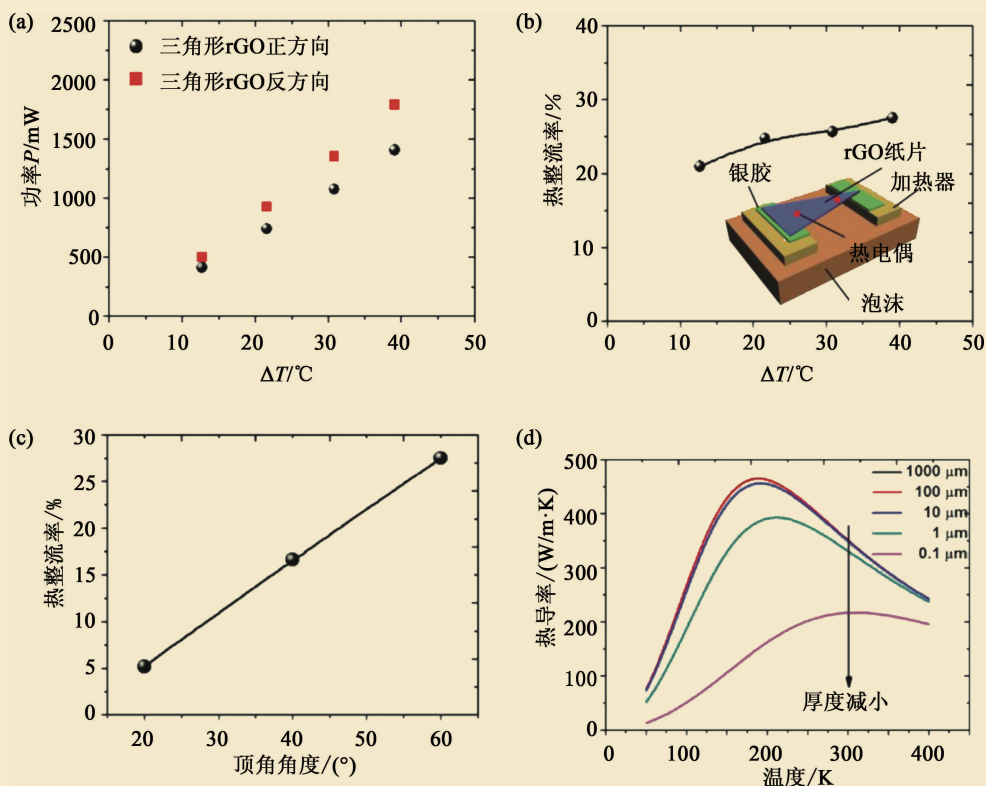 (a)
2500
2000
1500
1000
500
0
功率P/mW
三角形rGO正方向
三角形rGO反方向
0
10
20
30
40
50
ΔT/℃
(b)
40
30
20
10
0
热整流率/%
银胶
rGO纸片
加热器
热电偶
泡沫
0
10
20
30
40
50
ΔT/℃
(c)
30
25
20
15
10
5
0
热整流率/%
20
30
40
50
60
顶角角度/(°)
(d)
500
400
300
200
100
0
热导率/(W/m·K)
1000 μm
100 μm
10 μm
1 μm
0.1 μm
厚度减小
0
100
200
300
400
温度/K